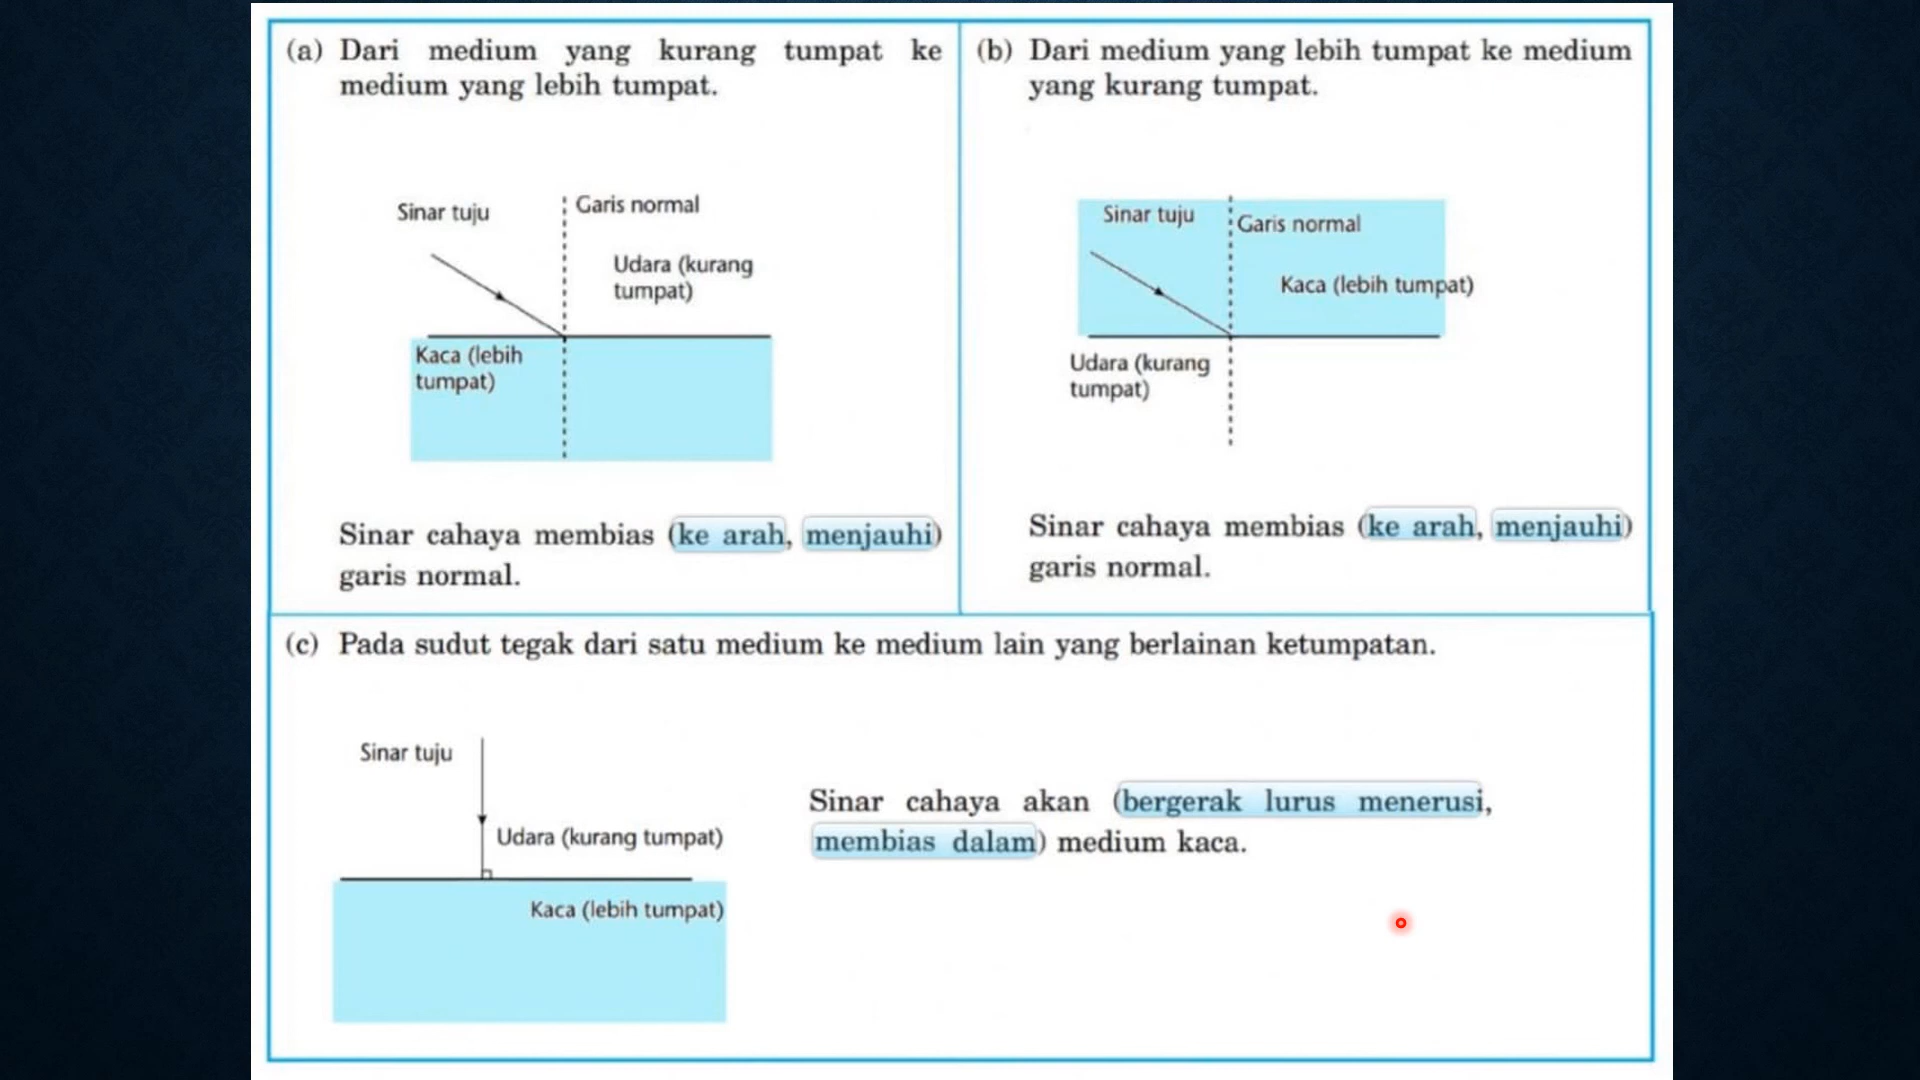 (a) Dari medium yang kurang tumpat ke
medium yang lebih tumpat.
Sinar tuju
Garis normal
Udara (kurang
tumpat)
Kaca (lebih
tumpat)
Sinar cahaya membias (ke arah, menjauhi)
garis normal.
(b) Dari medium yang lebih tumpat ke medium
yang kurang tumpat.
Sinar tuju
Garis normal
Kaca (lebih tumpat)
Udara (kurang
tumpat)
Sinar cahaya membias (ke arah, menjauhi)
garis normal.
(c) Pada sudut tegak dari satu medium ke medium lain yang berlainan ketumpatan.
Sinar tuju
Udara (kurang tumpat)
Kaca (lebih tumpat)
Sinar cahaya akan (bergerak lurus menerusi,
membias dalam) medium kaca.